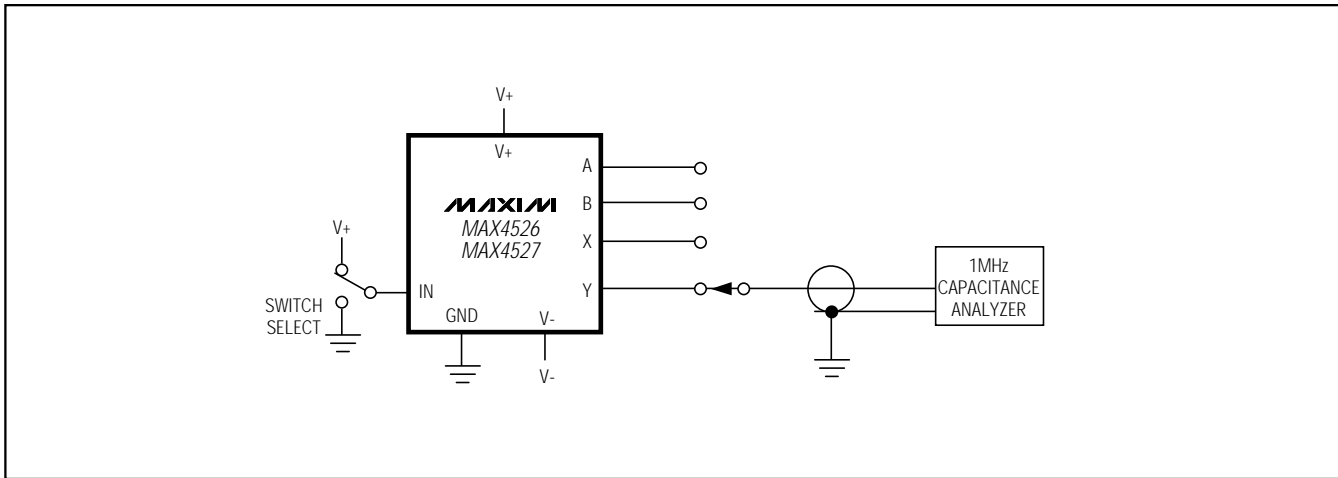 V+
V+
A
MAXIM
MAX4526
MAX4527
B
X
V+
SWITCH
SELECT
IN
Y
GND
V-
V-
1MHz
CAPACITANCE
ANALYZER